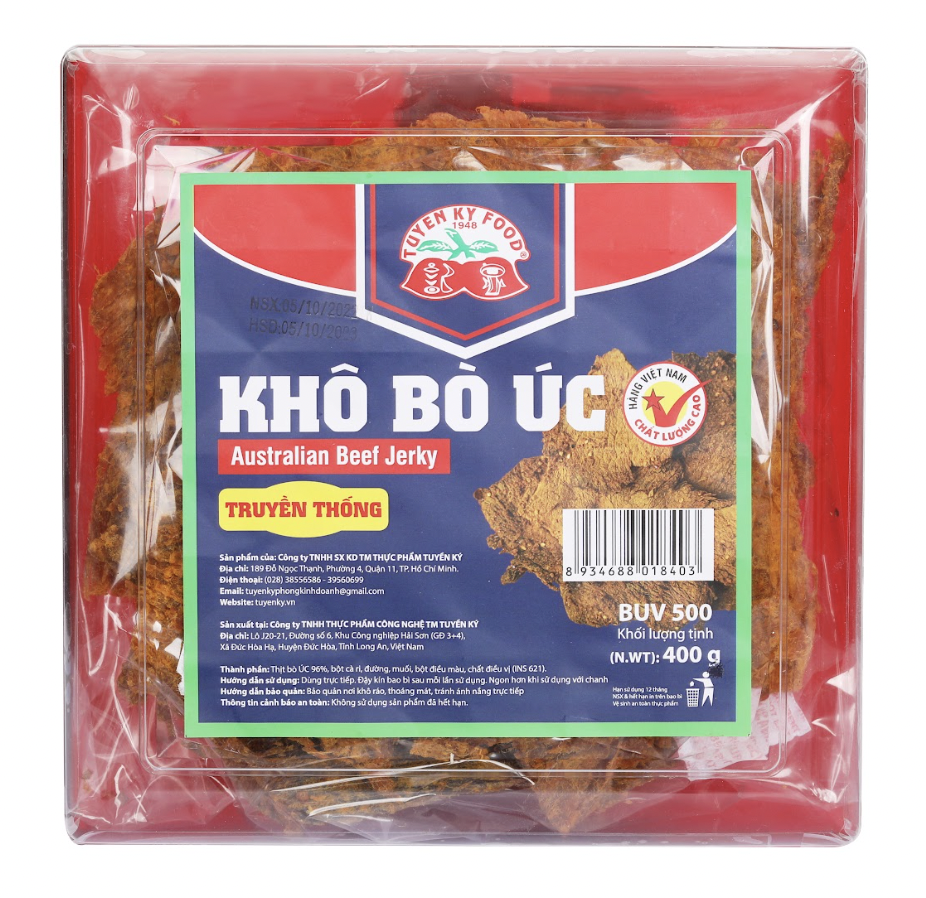 TUYEN KY FOOD
1948
®
NSX:05/10/2022
HSD:05/10/2023
KHÔ BÒ ÚC
HÀNG VIỆT NAM
CHẤT LƯỢNG CAO
Australian Beef Jerky
TRUYỀN THỐNG
Sản phẩm của: Công ty TNHH SX KD TM THỰC PHẨM TUYỀN KÝ
Địa chỉ: 189 Đỗ Ngọc Thạnh, Phường 4, Quận 11, TP. Hồ Chí Minh.
Điện thoại: (028) 38556586 - 39560699
Email: tuyenkyphongkinhdoanh@gmail.com
Website: tuyenky.vn
8 934688 018403
BUV 500
Khối lượng tịnh
(N.WT): 400 g
Sản xuất tại: Công ty TNHH THỰC PHẨM CÔNG NGHỆ TM TUYỀN KÝ
Địa chỉ: Lô J20-21, Đường số 6, Khu Công nghiệp Hải Sơn (GĐ 3+4),
Xã Đức Hòa Hạ, Huyện Đức Hòa, Tỉnh Long An, Việt Nam
Thành phần: Thịt bò ÚC 96%, bột cà ri, đường, muối, bột điều màu, chất điều vị (INS 621).
Hướng dẫn sử dụng: Dùng trực tiếp. Đậy kín bao bì sau mỗi lần sử dụng. Ngon hơn khi sử dụng với chanh
Hướng dẫn bảo quản: Bảo quản nơi khô ráo, thoáng mát, tránh ánh nắng trực tiếp
Thông tin cảnh báo an toàn: Không sử dụng sản phẩm đã hết hạn.
Hạn sử dụng 12 tháng
NSX & hết hạn in trên bao bì
Vệ sinh an toàn thực phẩm